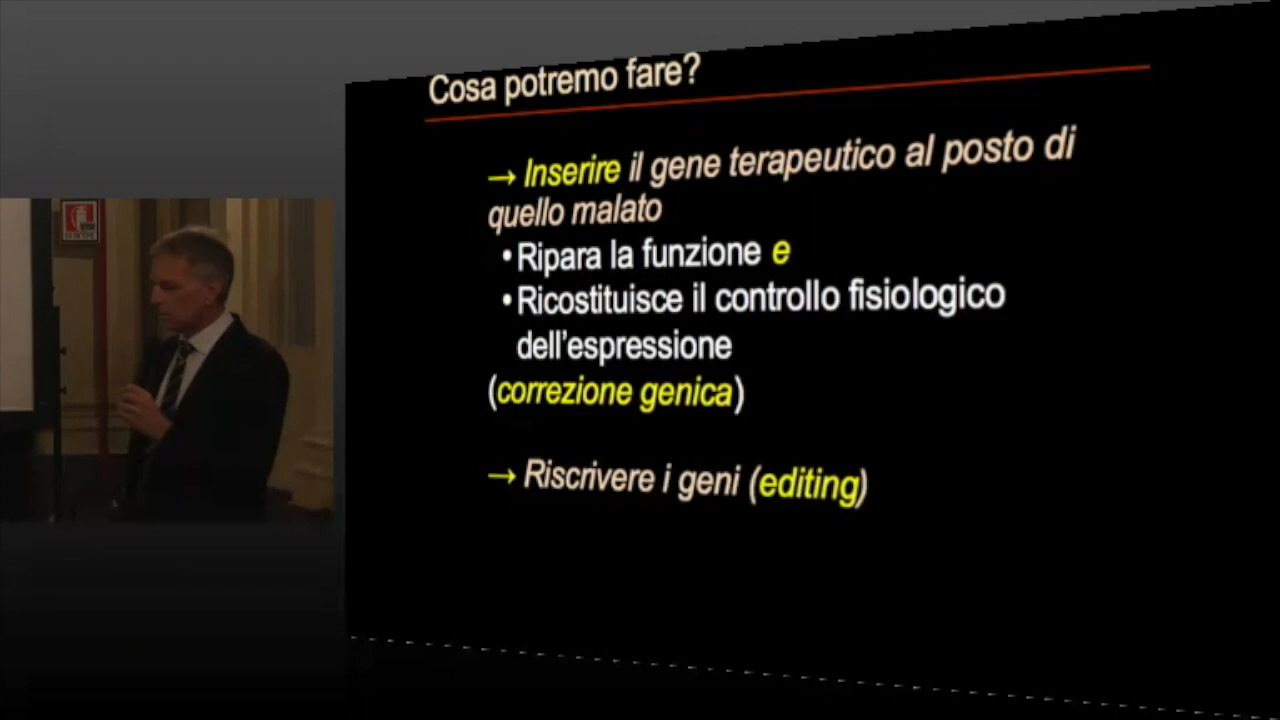 Cosa potremo fare?
→ Inserire il gene terapeutico al posto di
quello malato
•Ripara la funzione e
•Ricostituisce il controllo fisiologico
dell'espressione
(correzione genica)
→ Riscrivere i geni (editing)